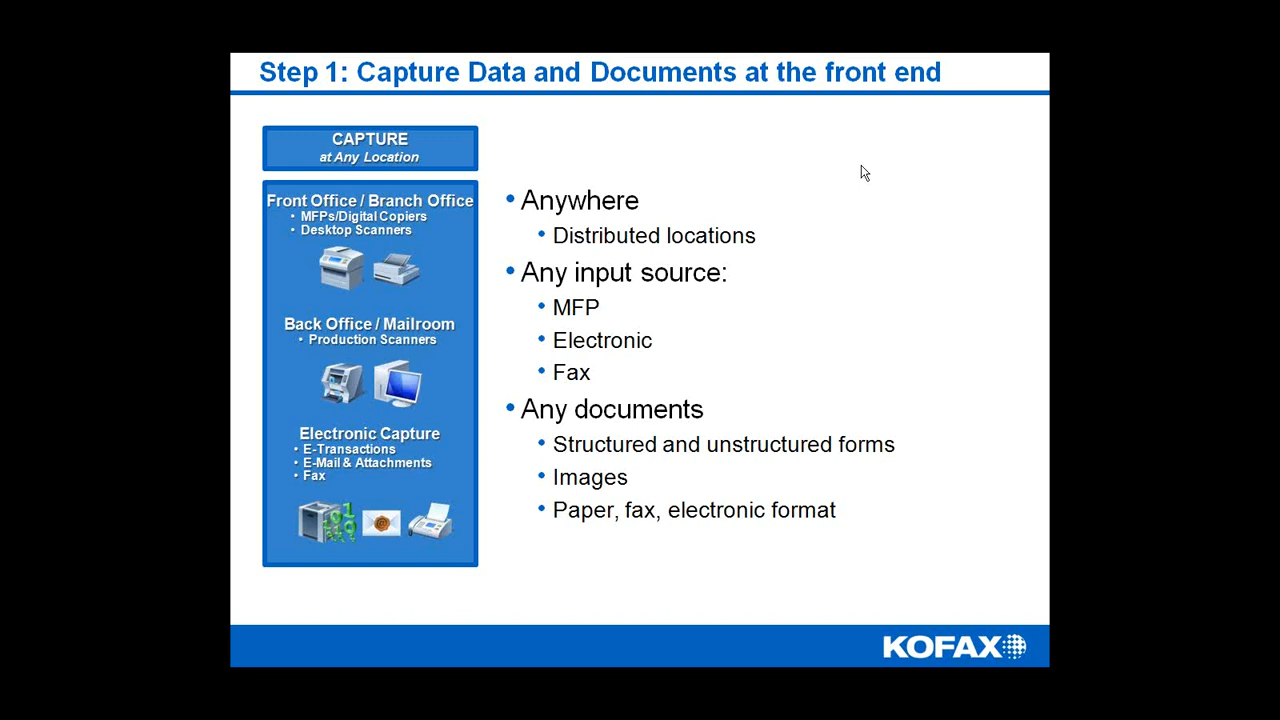 Step 1: Capture Data and Documents at the front end
CAPTURE
at Any Location
Front Office / Branch Office
• MFPs/Digital Copiers
• Desktop Scanners
Back Office / Mailroom
• Production Scanners
Electronic Capture
• E-Transactions
• E-Mail & Attachments
• Fax
• Anywhere
• Distributed locations
• Any input source:
• MFP
• Electronic
• Fax
• Any documents
• Structured and unstructured forms
• Images
• Paper, fax, electronic format
KOFAX